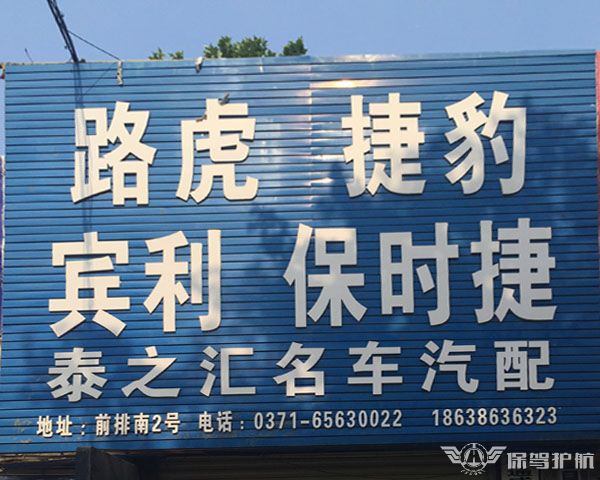 路虎 捷豹
宾利 保时捷
泰之汇名车汽配
地址：前排南2号 电话：0371-65630022 18638636323
保驾护航